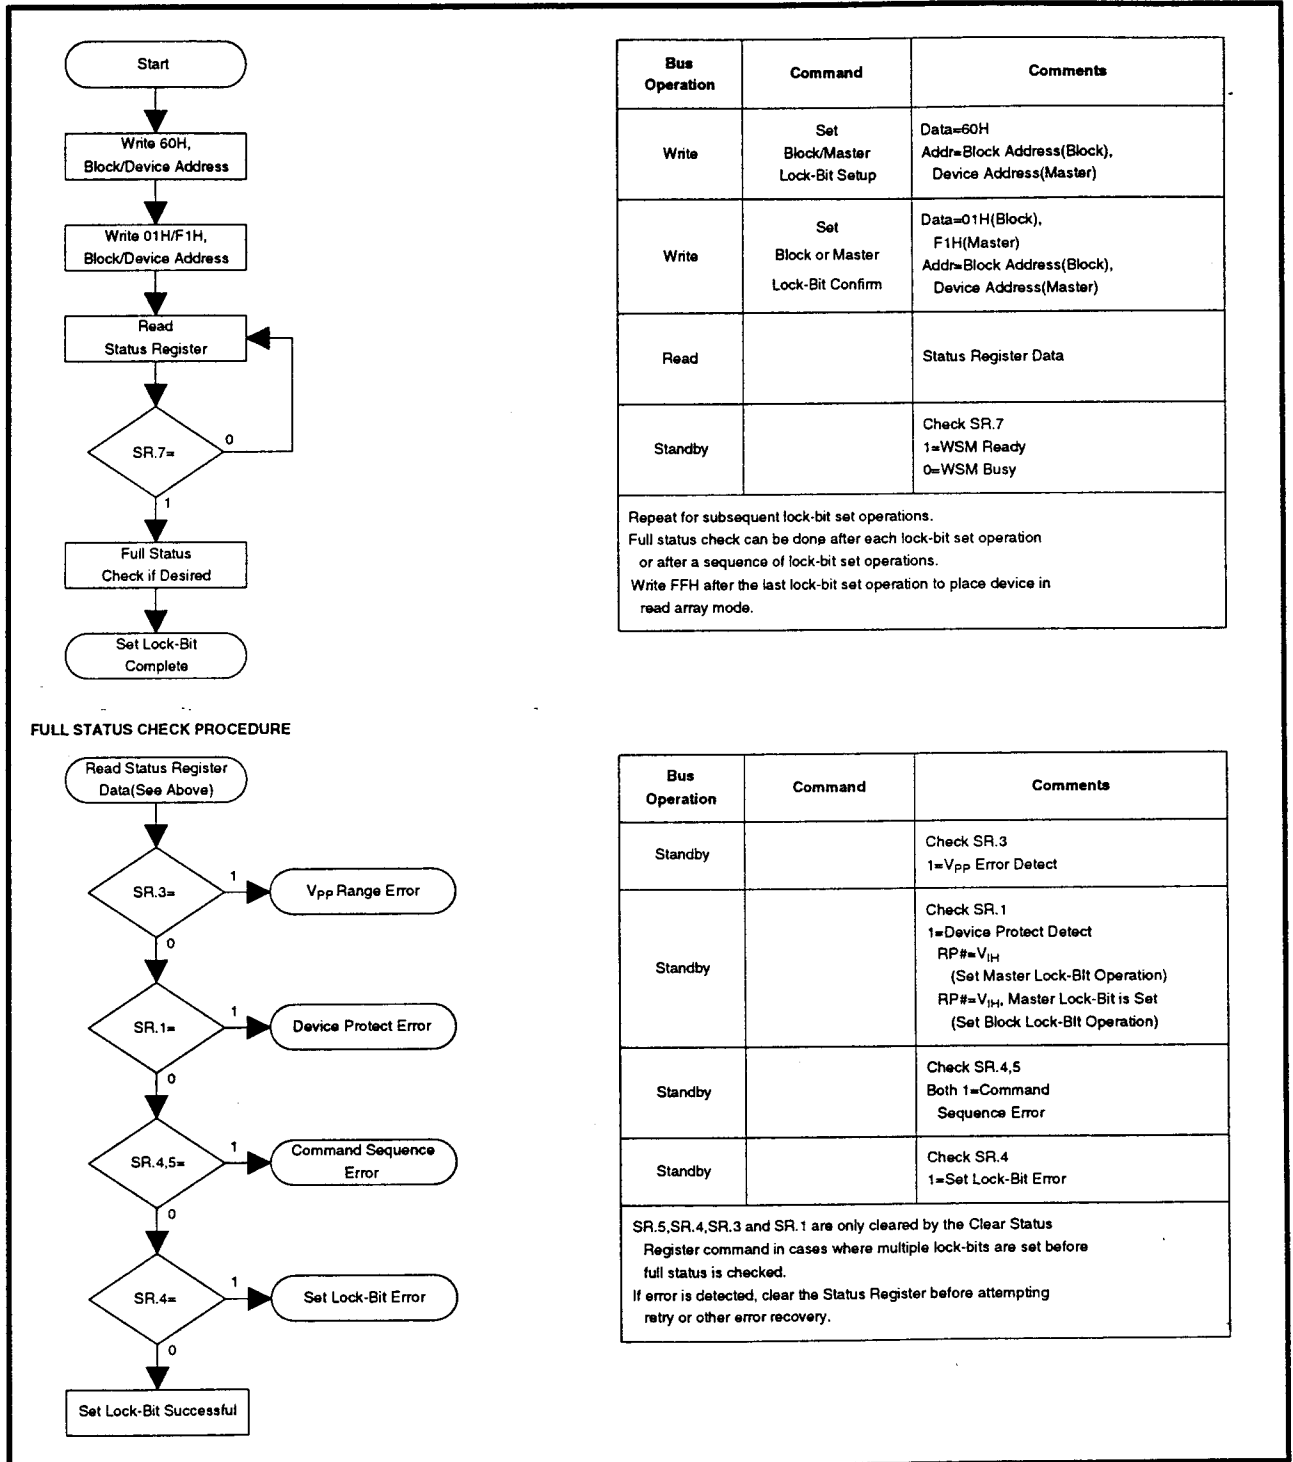 Start
Write 60H,
Block/Device Address
Write 01H/F1H,
Block/Device Address
Read
Status Register
SR.7=
0
1
Full Status
Check if Desired
Set Lock-Bit
Complete
Bus
Operation
Command
Comments
Write
Set
Block/Master
Lock-Bit Setup
Data=60H
Addr=Block Address(Block),
Device Address(Master)
Write
Set
Block or Master
Lock-Bit Confirm
Data=01H(Block),
F1H(Master)
Addr=Block Address(Block),
Device Address(Master)
Read
Status Register Data
Standby
Check SR.7
1=WSM Ready
0=WSM Busy
Repeat for subsequent lock-bit set operations.
Full status check can be done after each lock-bit set operation
or after a sequence of lock-bit set operations.
Write FFH after the last lock-bit set operation to place device in
read array mode.
FULL STATUS CHECK PROCEDURE
Read Status Register
Data(See Above)
SR.3=
1
VPP Range Error
0
SR.1=
1
Device Protect Error
0
SR.4,5=
1
Command Sequence
Error
0
SR.4=
1
Set Lock-Bit Error
0
Set Lock-Bit Successful
Bus
Operation
Command
Comments
Standby
Check SR.3
1=VPP Error Detect
Standby
Check SR.1
1=Device Protect Detect
RP#=VIH
(Set Master Lock-Bit Operation)
RP#=VIH, Master Lock-Bit is Set
(Set Block Lock-Bit Operation)
Standby
Check SR.4,5
Both 1=Command
Sequence Error
Standby
Check SR.4
1=Set Lock-Bit Error
SR.5,SR.4,SR.3 and SR.1 are only cleared by the Clear Status
Register command in cases where multiple lock-bits are set before
full status is checked.
If error is detected, clear the Status Register before attempting
retry or other error recovery.